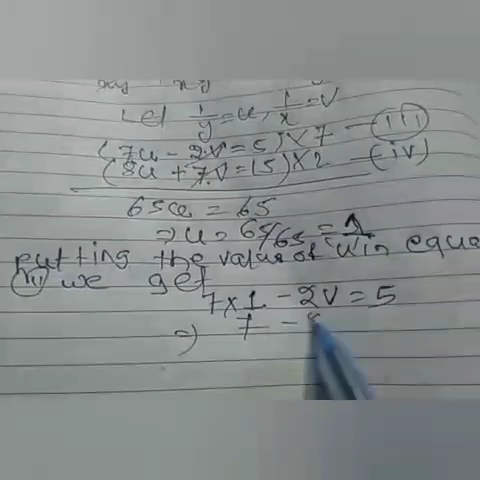 Let 1/y = u, 1/x = V
(7u - 2V = 5) × 7 — (iii)
(8u + 7V = 15) × 2 — (iv)
65u = 65
⇒ u = 65/65 = 1
putting the value of u in equa
(iii) we get
7 × 1 - 2V = 5
⇒ 7 -